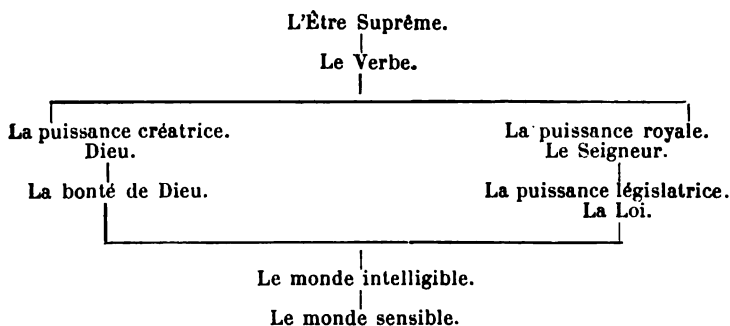 L'Être Suprême.
Le Verbe.
La puissance créatrice.
Dieu.
La puissance royale.
Le Seigneur.
La bonté de Dieu.
La puissance législatrice.
La Loi.
Le monde intelligible.
Le monde sensible.